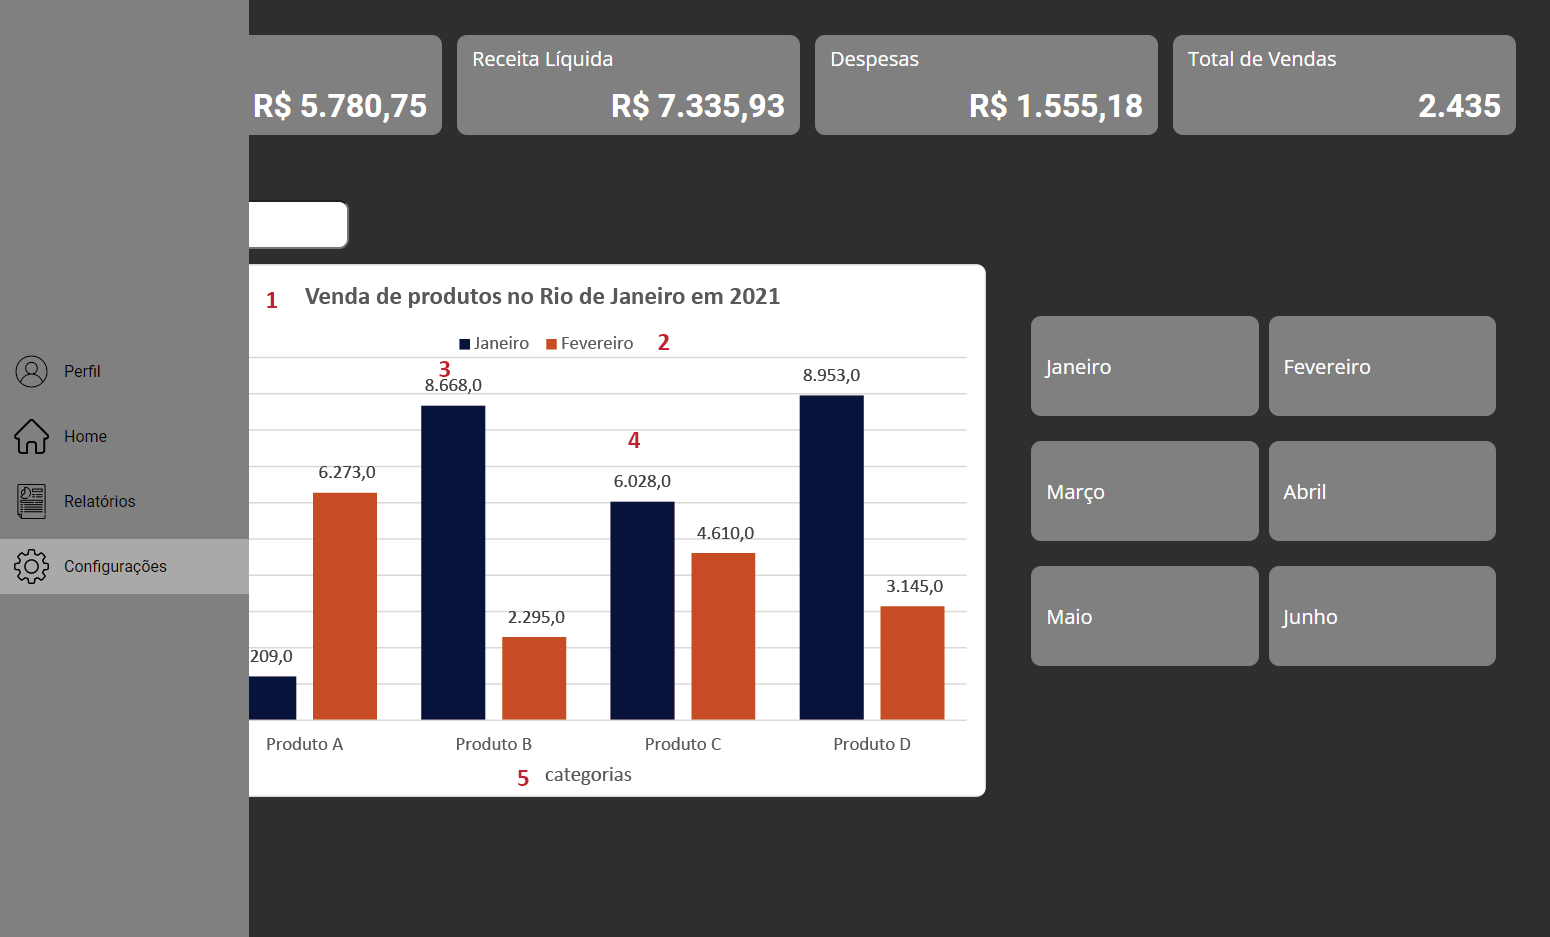 R$ 5.780,75
Receita Líquida
R$ 7.335,93
Despesas
R$ 1.555,18
Total de Vendas
2.435
Perfil
Home
Relatórios
Configurações
1 Venda de produtos no Rio de Janeiro em 2021
Janeiro Fevereiro 2
3
8.668,0
8.953,0
4
6.273,0
6.028,0
4.610,0
3.145,0
2.295,0
209,0
Produto A Produto B Produto C Produto D
5 categorias
Janeiro
Fevereiro
Março
Abril
Maio
Junho